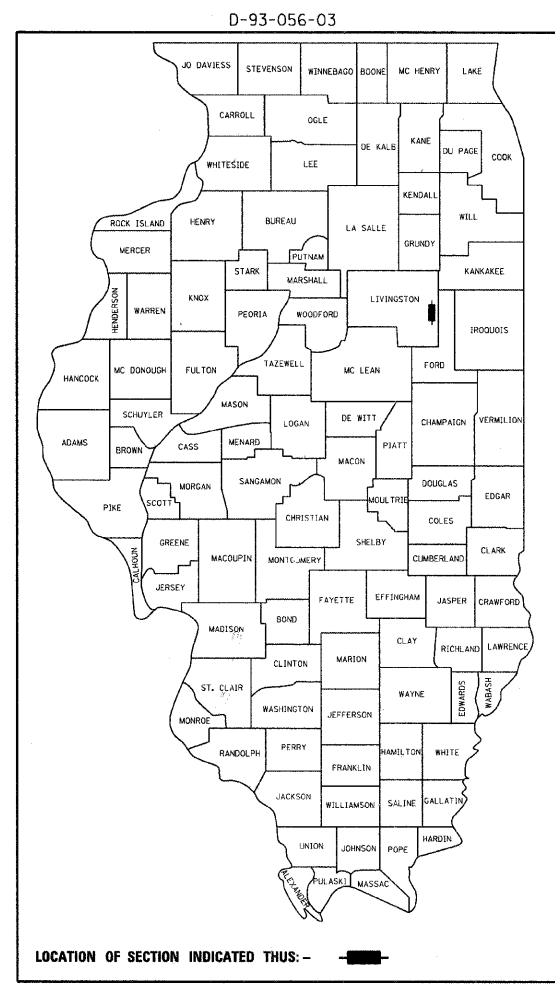 D-93-056-03
JO DAVIESS
STEVENSON
WINNEBAGO
BOONE
MC HENRY
LAKE
CARROLL
OGLE
DE KALB
KANE
DU PAGE
COOK
WHITESIDE
LEE
KENDALL
WILL
ROCK ISLAND
HENRY
BUREAU
LA SALLE
GRUNDY
MERCER
PUTNAM
KANKAKEE
STARK
MARSHALL
HENDERSON
WARREN
KNOX
PEORIA
WOODFORD
LIVINGSTON
IROQUOIS
HANCOCK
MC DONOUGH
FULTON
TAZEWELL
MC LEAN
FORD
SCHUYLER
MASON
LOGAN
DE WITT
CHAMPAIGN
VERMILION
ADAMS
BROWN
CASS
MENARD
MACON
PIATT
PIKE
SCOTT
MORGAN
SANGAMON
MOULTRIE
DOUGLAS
EDGAR
CHRISTIAN
COLES
CALHOUN
GREENE
MACOUPIN
MONTGOMERY
SHELBY
CUMBERLAND
CLARK
JERSEY
FAYETTE
EFFINGHAM
JASPER
CRAWFORD
MADISON
BOND
CLAY
RICHLAND
LAWRENCE
CLINTON
MARION
ST. CLAIR
WAYNE
EDWARDS
WABASH
WASHINGTON
JEFFERSON
MONROE
RANDOLPH
PERRY
HAMILTON
WHITE
FRANKLIN
JACKSON
WILLIAMSON
SALINE
GALLATIN
UNION
JOHNSON
POPE
HARDIN
ALEXANDER
PULASKI
MASSAC
LOCATION OF SECTION INDICATED THUS: –